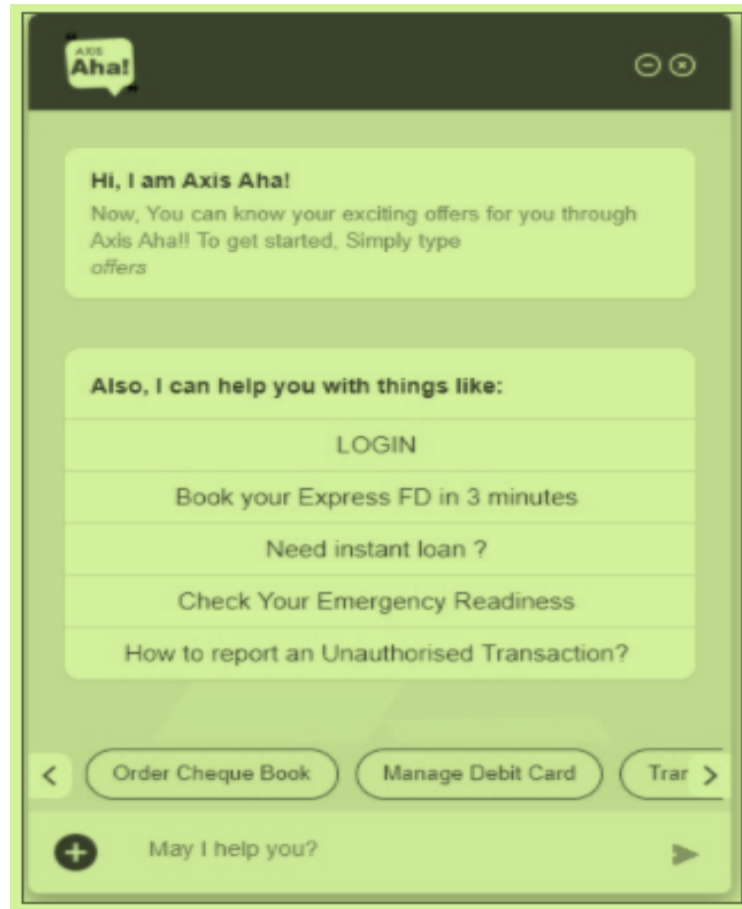 AXIS
Aha!
Hi, I am Axis Aha!
Now, You can know your exciting offers for you through
Axis Aha!! To get started, Simply type
offers
Also, I can help you with things like:
LOGIN
Book your Express FD in 3 minutes
Need instant loan ?
Check Your Emergency Readiness
How to report an Unauthorised Transaction?
Order Cheque Book
Manage Debit Card
Tran
May I help you?